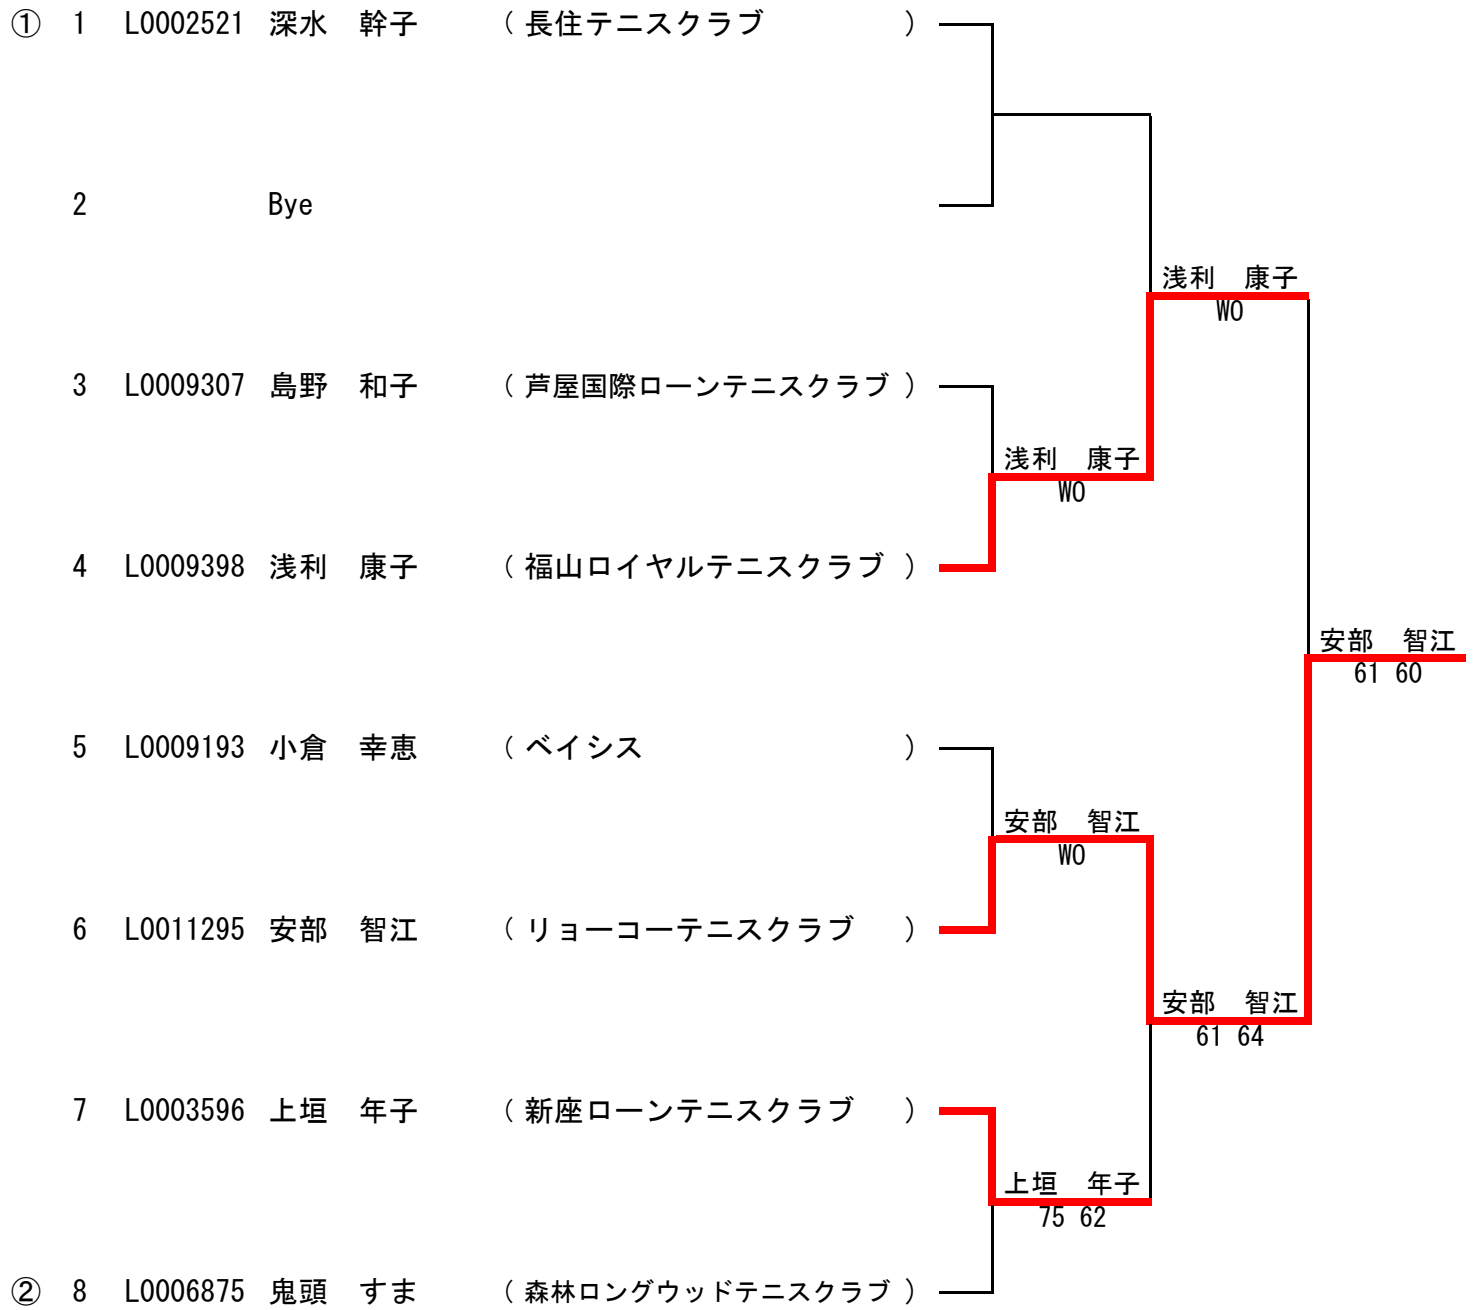 ① 1 L0002521 深水　幹子 （ 長住テニスクラブ ）
2 Bye
浅利　康子
WO
3 L0009307 島野　和子 （ 芦屋国際ローンテニスクラブ ）
浅利　康子
WO
4 L0009398 浅利　康子 （ 福山ロイヤルテニスクラブ ）
安部　智江
61 60
5 L0009193 小倉　幸恵 （ ベイシス ）
安部　智江
WO
6 L0011295 安部　智江 （ リョーコーテニスクラブ ）
安部　智江
61 64
7 L0003596 上垣　年子 （ 新座ローンテニスクラブ ）
上垣　年子
75 62
② 8 L0006875 鬼頭　すま （ 森林ロングウッドテニスクラブ ）